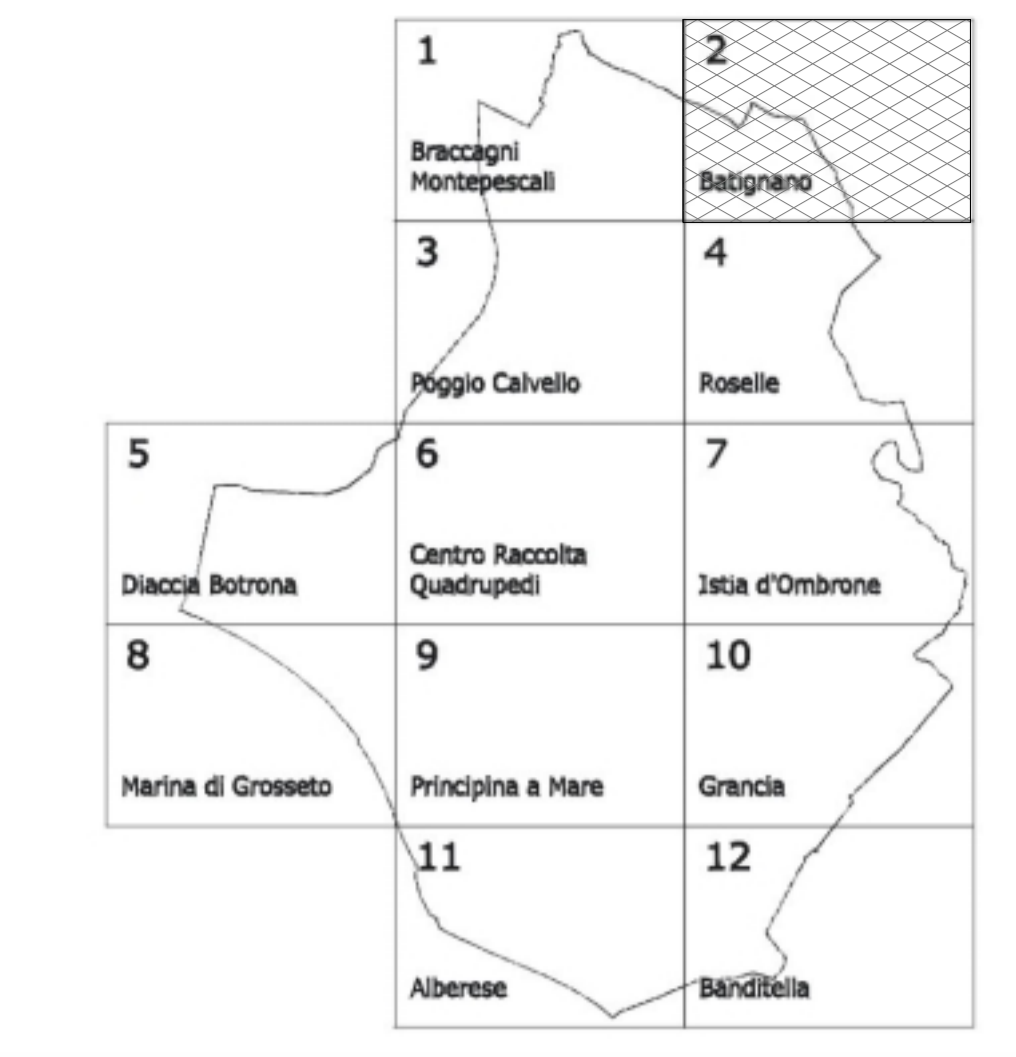 1
Braccagni
Montepescali
2
Batignano
3
Poggio Calvello
4
Roselle
5
Diaccia Botrona
6
Centro Raccolta
Quadrupedi
7
Istia d'Ombrone
8
Marina di Grosseto
9
Principina a Mare
10
Grancia
11
Alberese
12
Banditella